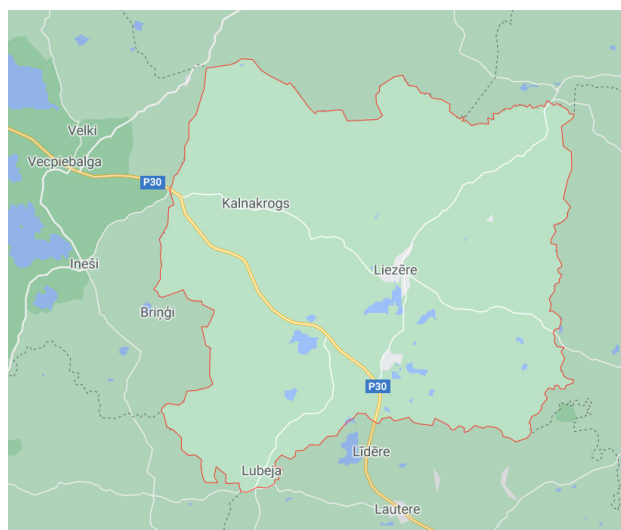 Velki
Vecpiebalga
P30
Kalnakrogs
Ineši
Liezēre
Briņģi
P30
Līdēre
Lubeja
Lautere